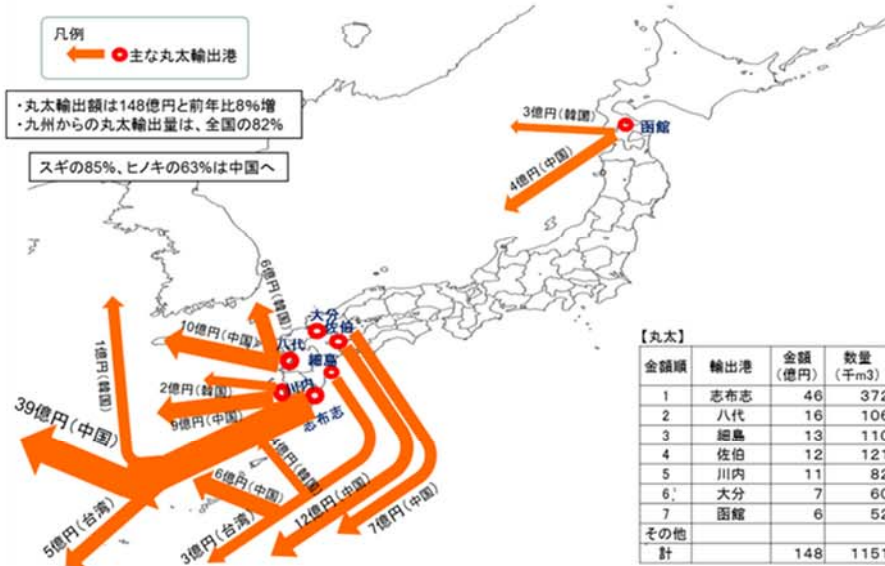 凡例
主な丸太輸出港
・丸太輸出額は148億円と前年比8%増
・九州からの丸太輸出量は、全国の82%
スギの85%、ヒノキの63%は中国へ
3億円(韓国)
函館
4億円(中国)
6億円(韓国)
大分
佐伯
10億円(中国)
八代
細島
1億円(韓国)
2億円(韓国)
川内
9億円(中国)
志布志
39億円(中国)
4億円(韓国)
6億円(中国)
5億円(台湾)
3億円(台湾)
12億円(中国)
7億円(中国)
【丸太】
金額順 輸出港 金額(億円) 数量(千m3)
1 志布志 46 372
2 八代 16 106
3 細島 13 110
4 佐伯 12 121
5 川内 11 82
6 大分 7 60
7 函館 6 52
その他
計 148 1151